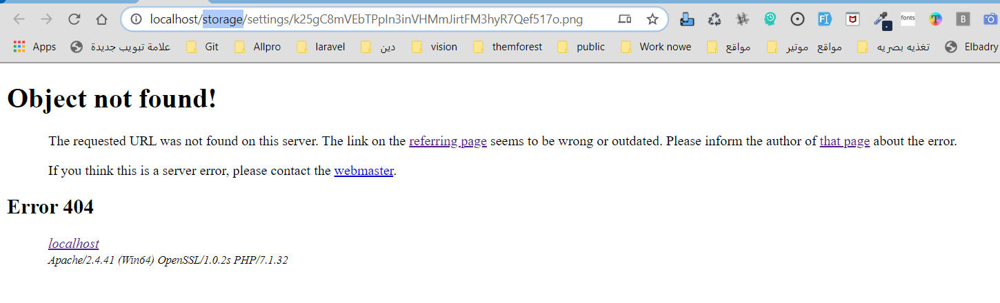 localhost/storage/settings/k25gC8mVEbTPpIn3inVHMmJirtFM3hyR7Qef517o.png
fonts
Apps علامة تبويب جديدة Git Allpro laravel دين vision themforest public Work nowe مواقع مواقع موتير تغذيه بصريه Elbadry
Object not found!
The requested URL was not found on this server. The link on the referring page seems to be wrong or outdated. Please inform the author of that page about the error.
If you think this is a server error, please contact the webmaster.
Error 404
localhost
Apache/2.4.41 (Win64) OpenSSL/1.0.2s PHP/7.1.32